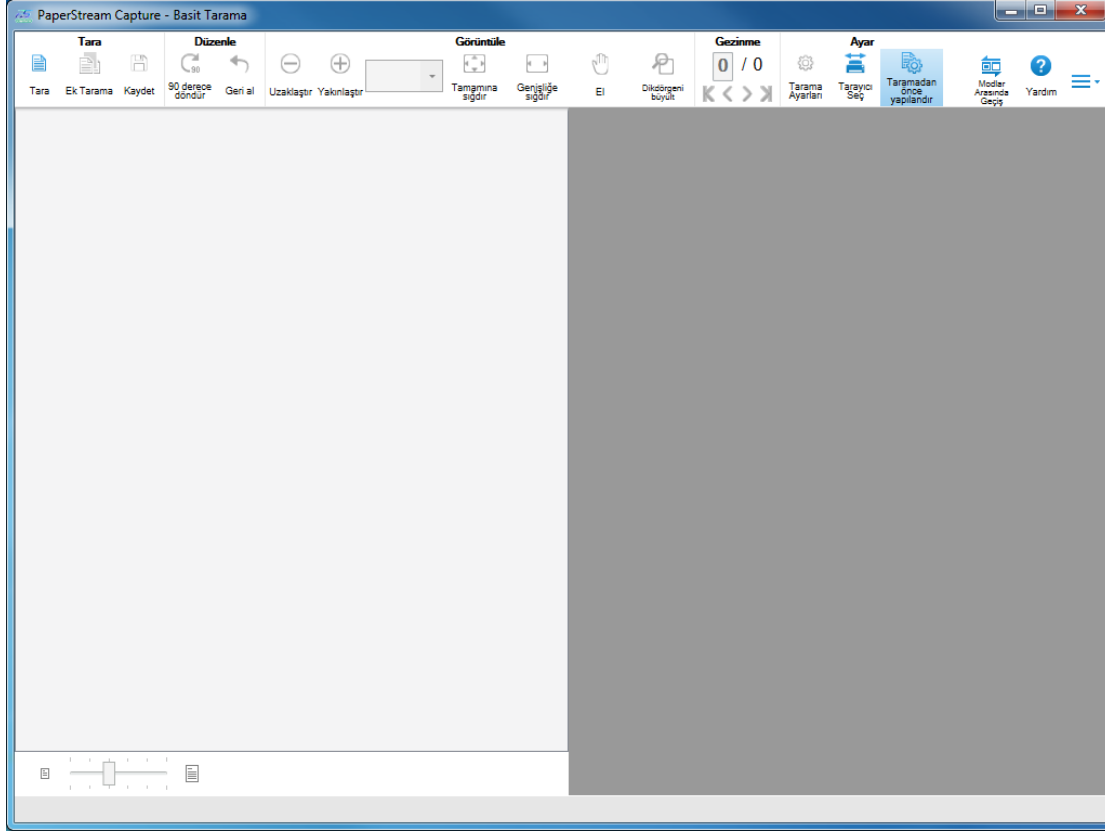 PaperStream Capture - Basit Tarama
Tara Düzenle Görüntüle Gezinme Ayar
90
0 / 0
Tara Ek Tarama Kaydet 90 derece döndür Geri al Uzaklaştır Yakınlaştır Tamamına sığdır Genişliğe sığdır El Dikdörgeni büyült Tarama Ayarları Tarayıcı Seç Taramadan önce yapılandır Modlar Arasında Geçiş Yardım